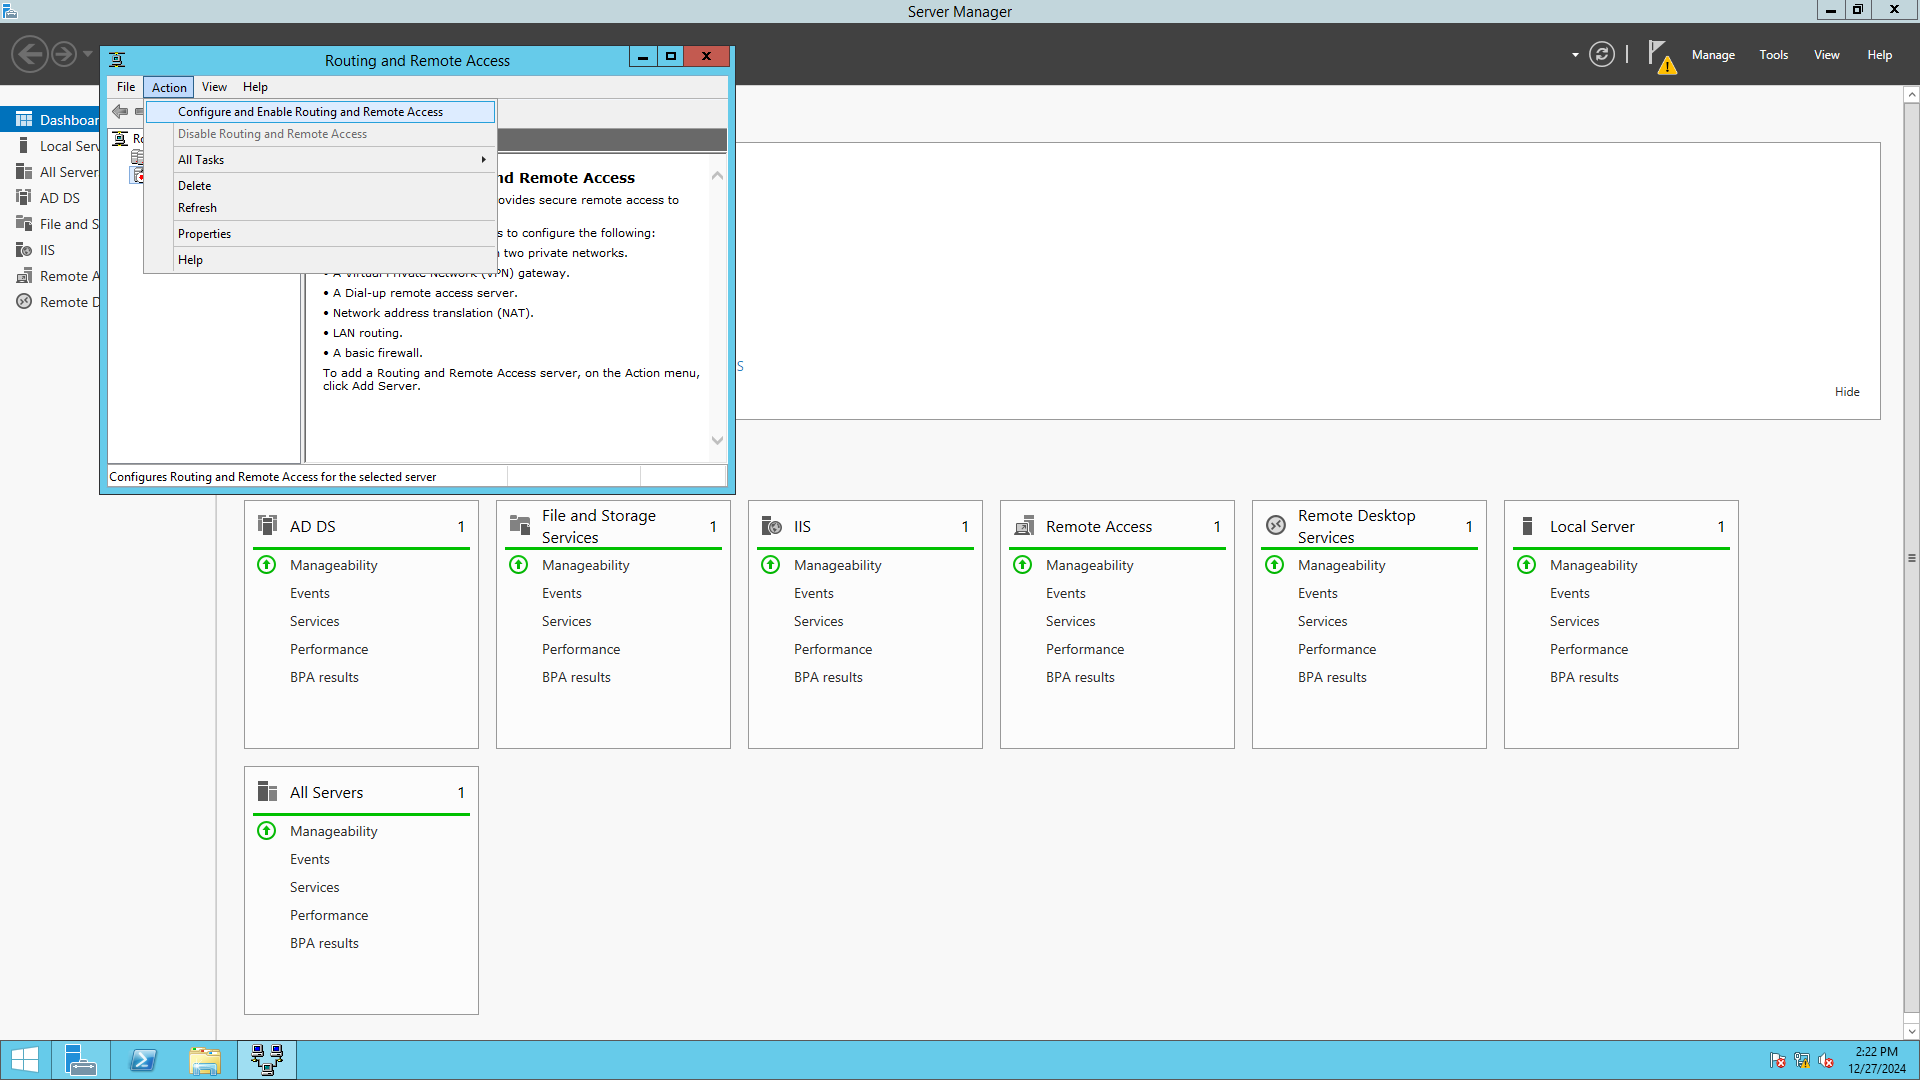 Server Manager
Routing and Remote Access
Manage
Tools
View
Help
File
Action
View
Help
Configure and Enable Routing and Remote Access
Disable Routing and Remote Access
All Tasks
Delete
Refresh
Properties
Help
Dashboar
Local Serv
All Server
AD DS
File and S
IIS
Remote A
Remote D
Ro
nd Remote Access
ovides secure remote access to
s to configure the following:
two private networks.
• A Virtual Private Network (VPN) gateway.
• A Dial-up remote access server.
• Network address translation (NAT).
• LAN routing.
• A basic firewall.
To add a Routing and Remote Access server, on the Action menu,
click Add Server.
Configures Routing and Remote Access for the selected server
S
Hide
AD DS 1
Manageability
Events
Services
Performance
BPA results
File and Storage
Services 1
Manageability
Events
Services
Performance
BPA results
IIS 1
Manageability
Events
Services
Performance
BPA results
Remote Access 1
Manageability
Events
Services
Performance
BPA results
Remote Desktop
Services 1
Manageability
Events
Services
Performance
BPA results
Local Server 1
Manageability
Events
Services
Performance
BPA results
All Servers 1
Manageability
Events
Services
Performance
BPA results
2:22 PM
12/27/2024